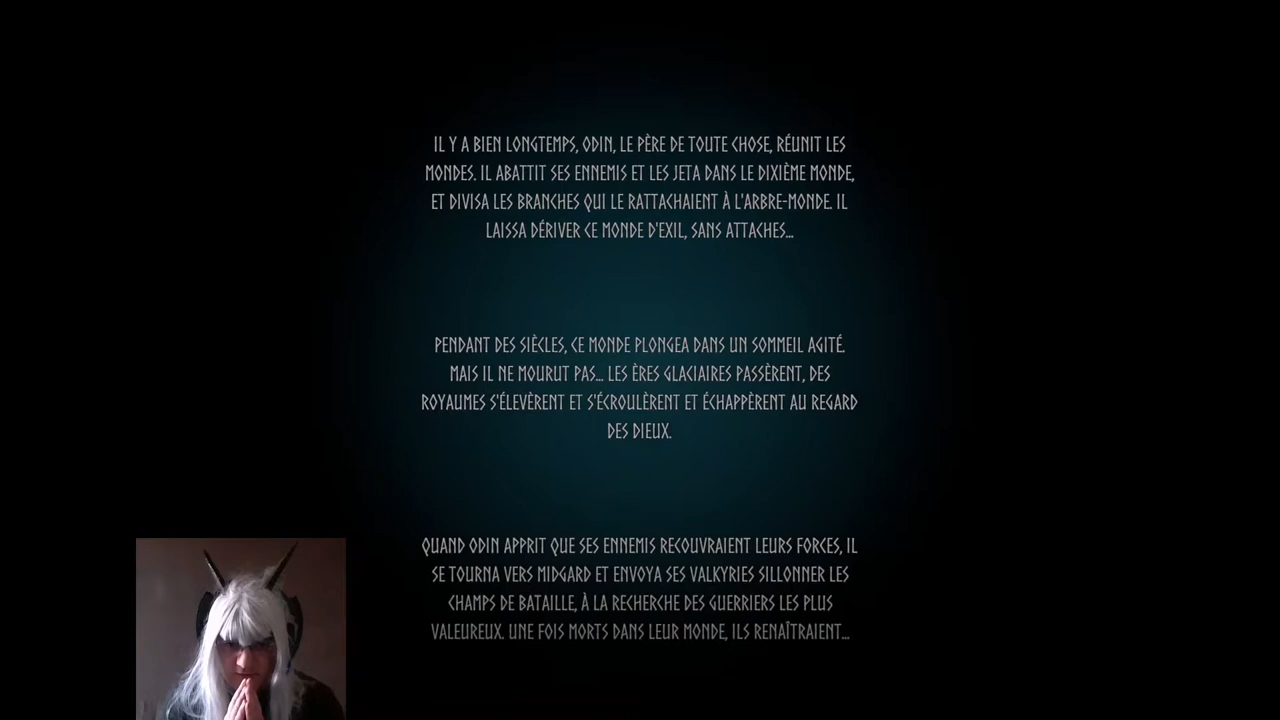 IL Y A BIEN LONGTEMPS, ODIN, LE PÈRE DE TOUTE CHOSE, RÉUNIT LES
MONDES. IL ABATTIT SES ENNEMIS ET LES JETA DANS LE DIXIÈME MONDE,
ET DIVISA LES BRANCHES QUI LE RATTACHAIENT À L'ARBRE-MONDE. IL
LAISSA DÉRIVER CE MONDE D'EXIL, SANS ATTACHES...
PENDANT DES SIÈCLES, CE MONDE PLONGEA DANS UN SOMMEIL AGITÉ.
MAIS IL NE MOURUT PAS... LES ÈRES GLACIAIRES PASSÈRENT, DES
ROYAUMES S'ÉLEVÈRENT ET S'ÉCROULÈRENT ET ÉCHAPPÈRENT AU REGARD
DES DIEUX.
QUAND ODIN APPRIT QUE SES ENNEMIS RECOUVRAIENT LEURS FORCES, IL
SE TOURNA VERS MIDGARD ET ENVOYA SES VALKYRIES SILLONNER LES
CHAMPS DE BATAILLE, À LA RECHERCHE DES GUERRIERS LES PLUS
VALEUREUX. UNE FOIS MORTS DANS LEUR MONDE, ILS RENAÎTRAIENT...